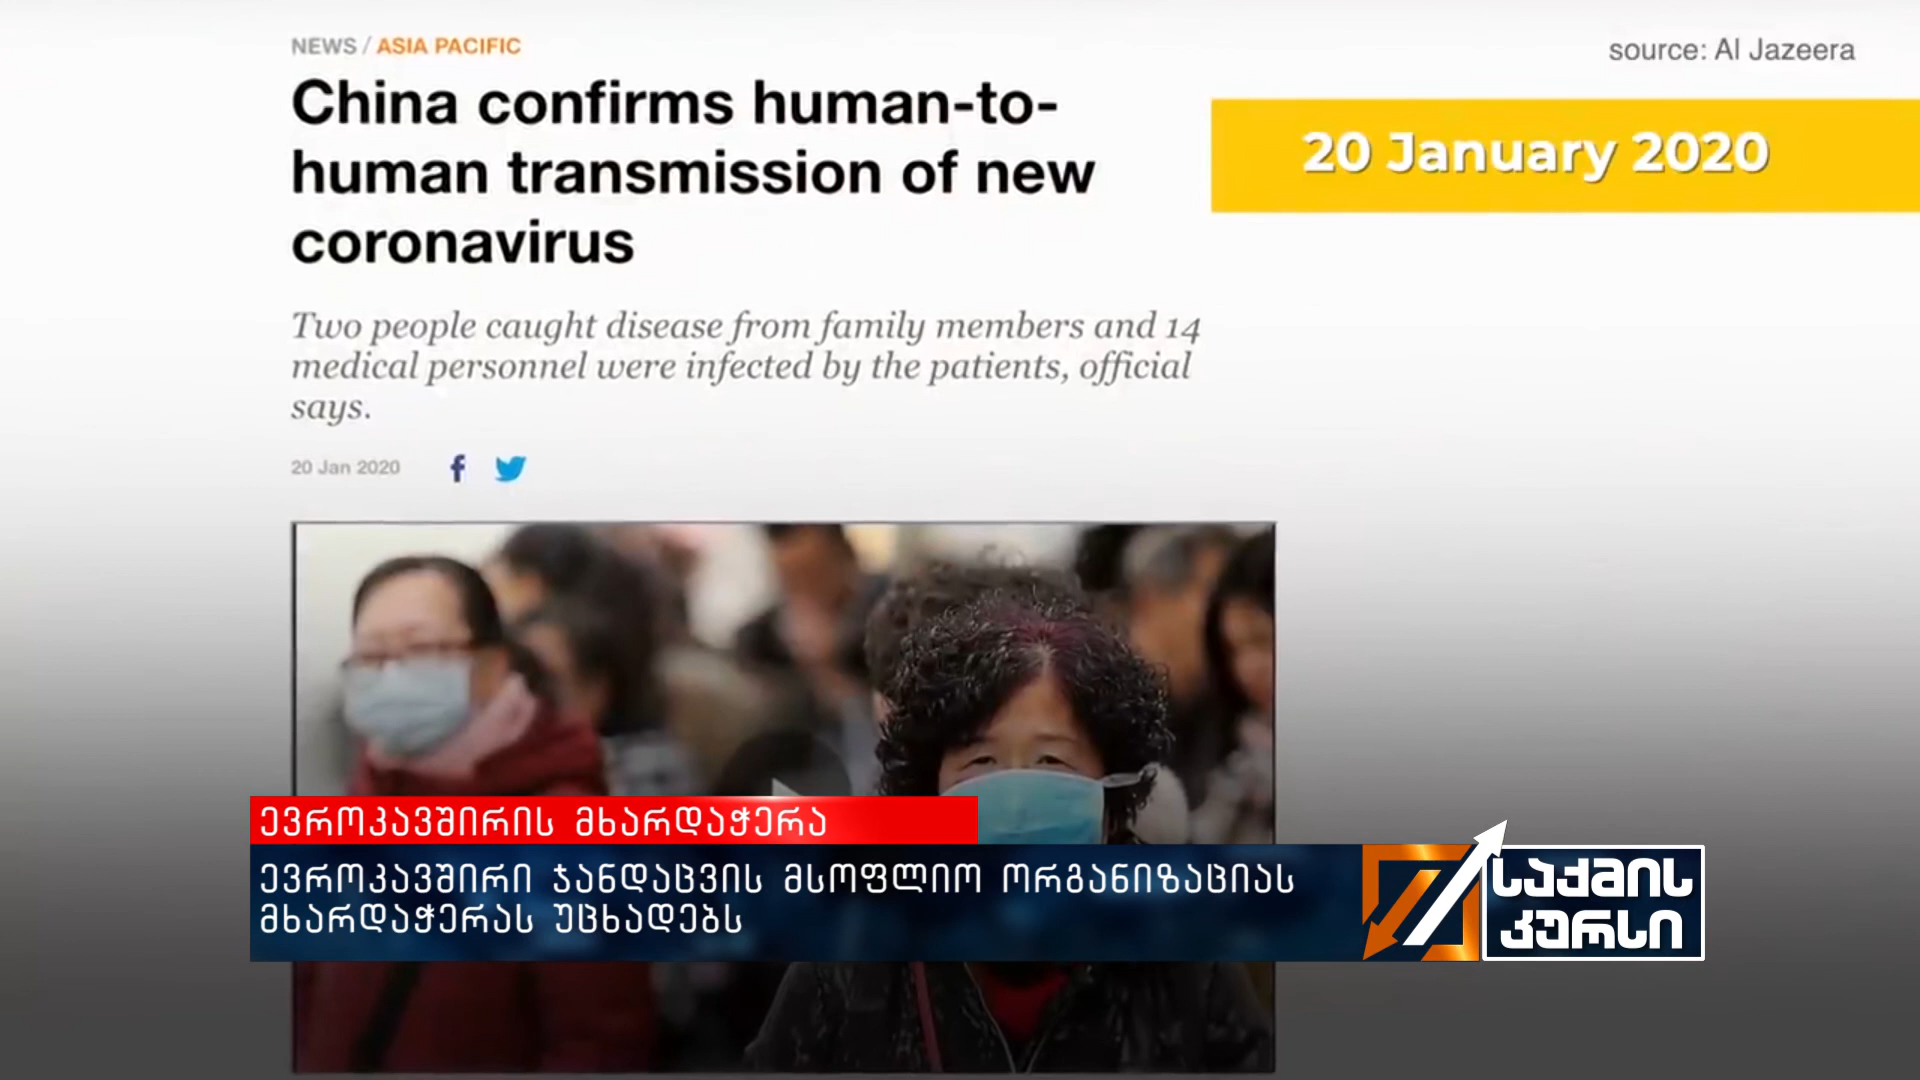 NEWS / ASIA PACIFIC
source: Al Jazeera
China confirms human-to-
human transmission of new
coronavirus
20 January 2020
Two people caught disease from family members and 14
medical personnel were infected by the patients, official
says.
20 Jan 2020
ევროკავშირის მხარდაჭერა
ევროკავშირი ჯანდაცვის მსოფლიო ორგანიზაციას
მხარდაჭერას უცხადებს
საქმის
კურსი